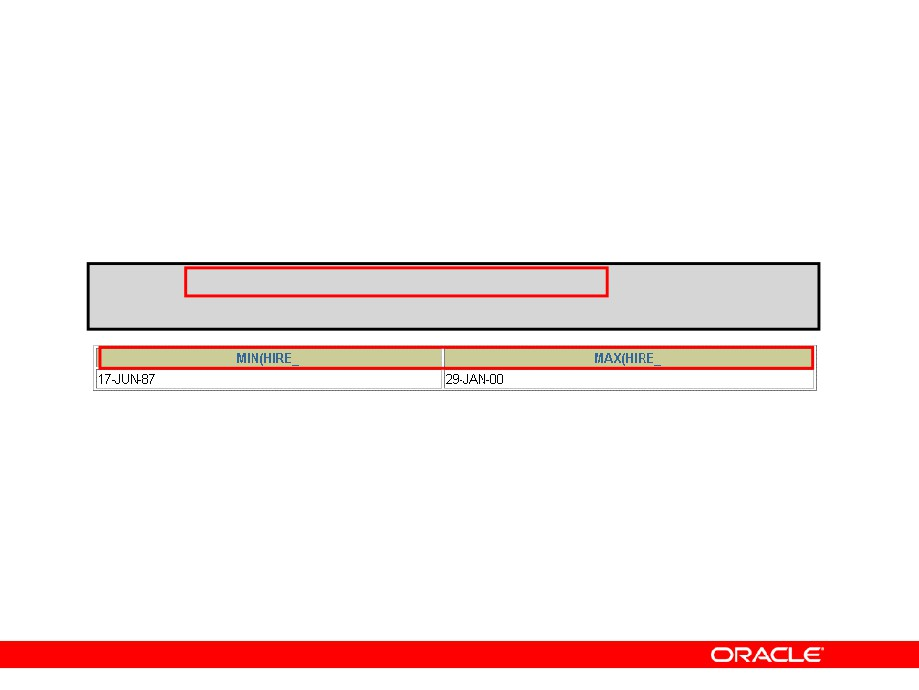 MIN(HIRE_ MAX(HIRE_
17-JUN-87 29-JAN-00
ORACLE